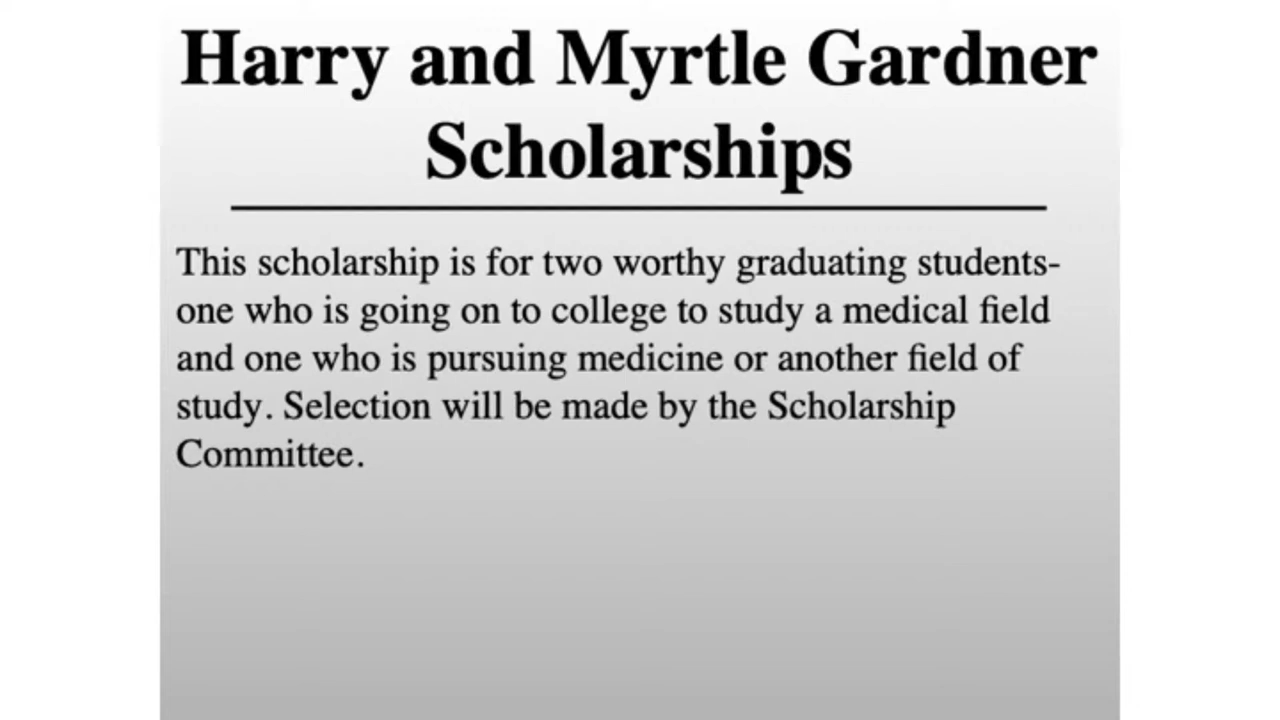 Harry and Myrtle Gardner
Scholarships
This scholarship is for two worthy graduating students-
one who is going on to college to study a medical field
and one who is pursuing medicine or another field of
study. Selection will be made by the Scholarship
Committee.